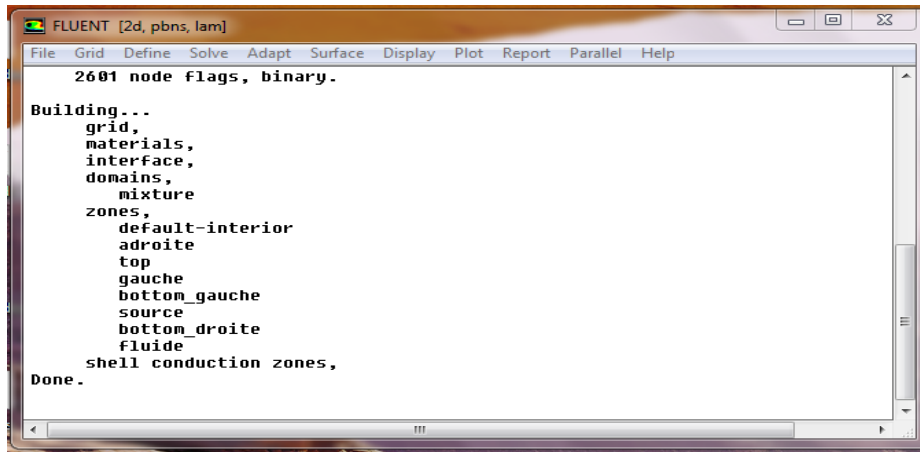 FLUENT [2d, pbns, lam]
File Grid Define Solve Adapt Surface Display Plot Report Parallel Help
2601 node flags, binary.
Building...
grid,
materials,
interface,
domains,
mixture
zones,
default-interior
adroite
top
gauche
bottom_gauche
source
bottom_droite
fluide
shell conduction zones,
Done.